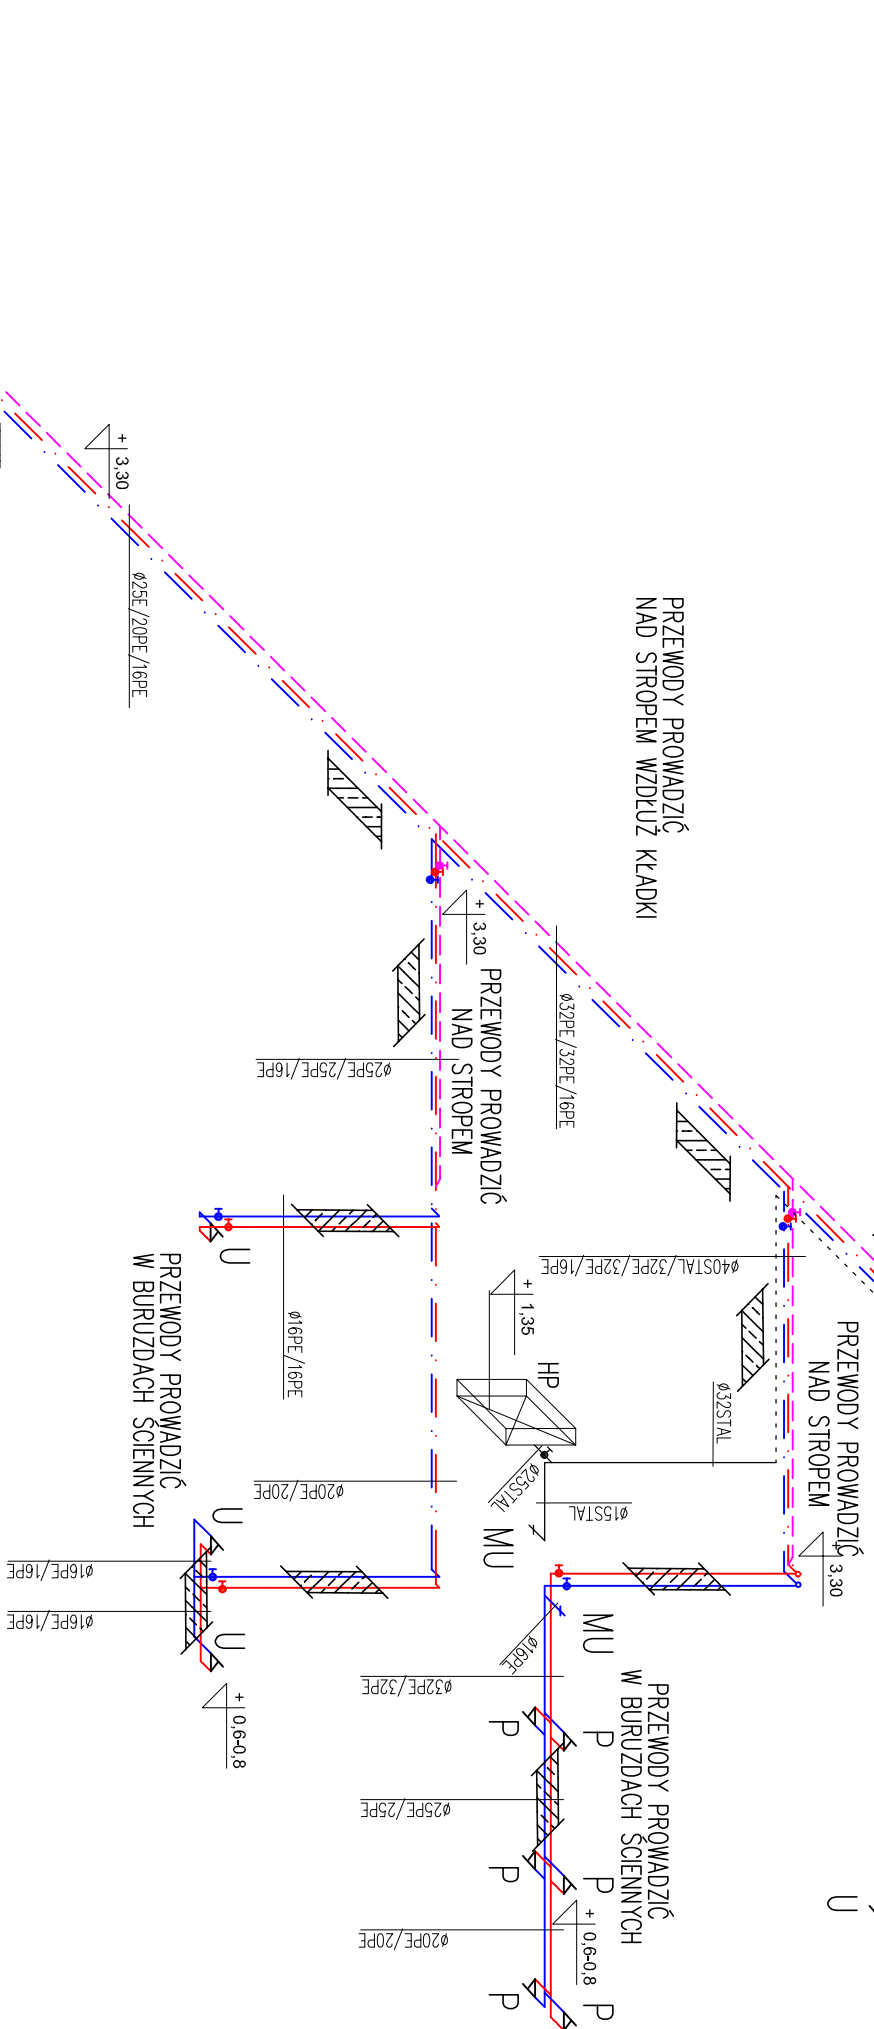 + 3,30
Ø25E/20PE/16PE
PRZEWODY PROWADZIĆ
NAD STROPEM WZDŁUŻ KŁADKI
+ 3,30
PRZEWODY PROWADZIĆ
NAD STROPEM
Ø32PE/32PE/16PE
Ø25PE/25PE/16PE
U
PRZEWODY PROWADZIĆ
W BURUZDACH ŚCIENNYCH
Ø16PE/16PE
Ø40STAL/32PE/32PE/16PE
+ 1,35
HP
Ø32STAL
PRZEWODY PROWADZIĆ
NAD STROPEM
+ 3,30
Ø20PE/20PE
Ø25STAL
Ø15STAL
MU
U
Ø16PE/16PE
Ø16PE/16PE
U
+ 0,6-0,8
MU
Ø16PE
Ø32PE/32PE
PRZEWODY PROWADZIĆ
W BURUZDACH ŚCIENNYCH
P
P
Ø25PE/25PE
P
P
+ 0,6-0,8
Ø20PE/20PE
P
P
U